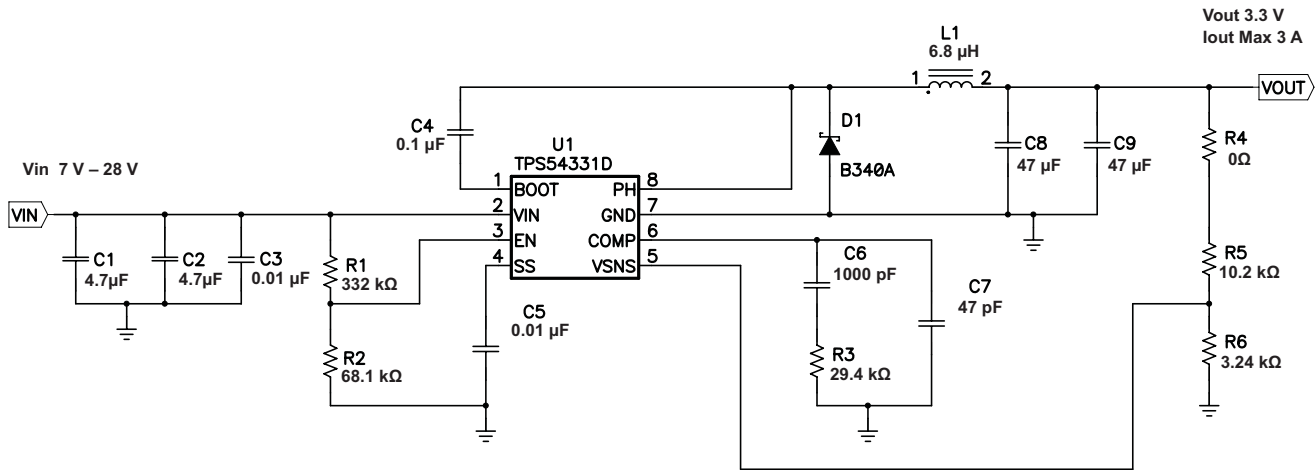 Vout 3.3 V
Iout Max 3 A
L1
6.8 µH
1 2
VOUT
C4
0.1 µF
D1
B340A
C8
47 µF
C9
47 µF
R4
0Ω
U1
TPS54331D
Vin 7 V – 28 V
VIN
1 BOOT PH 8
2 VIN GND 7
3 EN COMP 6
4 SS VSNS 5
C1
4.7µF
C2
4.7µF
C3
0.01 µF
R1
332 kΩ
C6
1000 pF
C7
47 pF
R5
10.2 kΩ
C5
0.01 µF
R2
68.1 kΩ
R3
29.4 kΩ
R6
3.24 kΩ